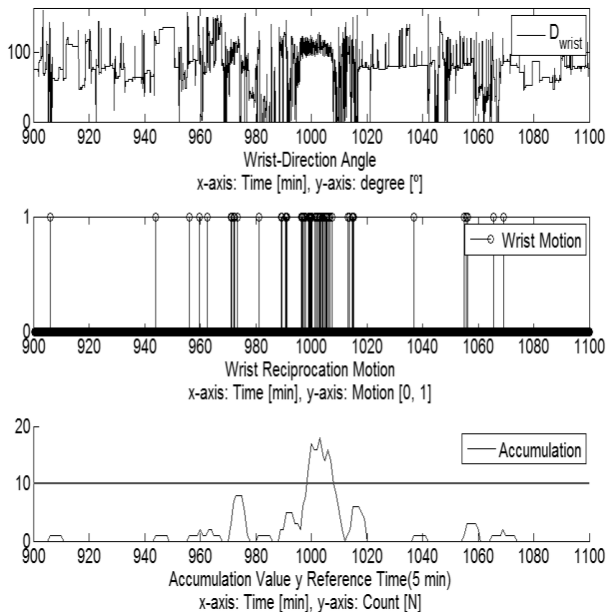 100
0
D wrist
900 920 940 960 980 1000 1020 1040 1060 1080 1100
Wrist-Direction Angle
x-axis: Time [min], y-axis: degree [º]
1
0
Wrist Motion
900 920 940 960 980 1000 1020 1040 1060 1080 1100
Wrist Reciprocation Motion
x-axis: Time [min], y-axis: Motion [0, 1]
20
10
0
Accumulation
900 920 940 960 980 1000 1020 1040 1060 1080 1100
Accumulation Value y Reference Time(5 min)
x-axis: Time [min], y-axis: Count [N]